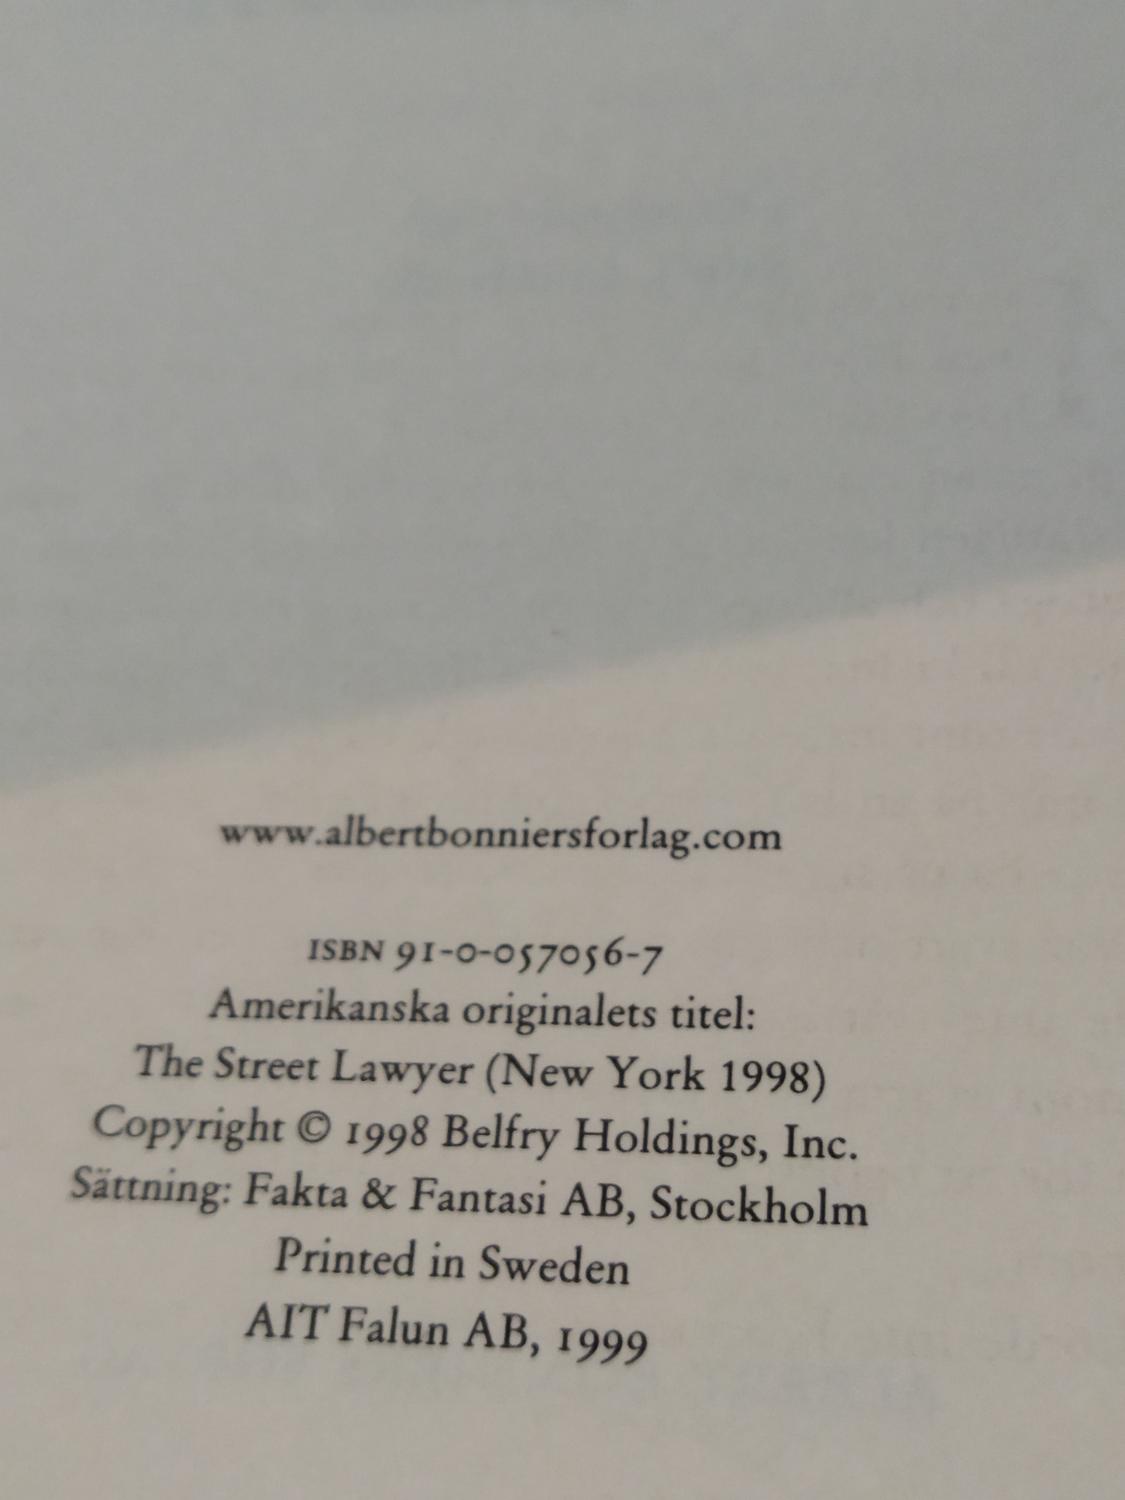 www.albertbonniersforlag.com
ISBN 91-0-057056-7
Amerikanska originalets titel:
The Street Lawyer (New York 1998)
Copyright © 1998 Belfry Holdings, Inc.
Sättning: Fakta & Fantasi AB, Stockholm
Printed in Sweden
AIT Falun AB, 1999